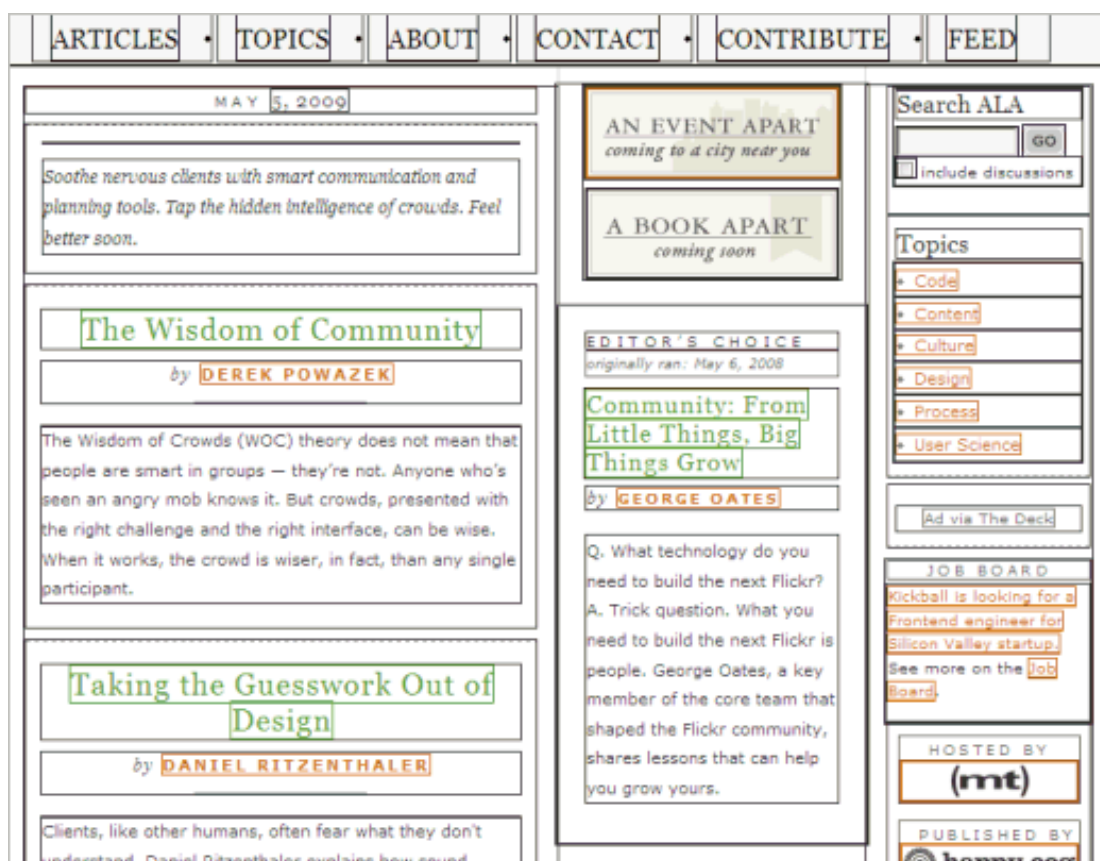 ARTICLES • TOPICS • ABOUT • CONTACT • CONTRIBUTE • FEED
MAY 5, 2009
Soothe nervous clients with smart communication and
planning tools. Tap the hidden intelligence of crowds. Feel
better soon.
The Wisdom of Community
by DEREK POWAZEK
The Wisdom of Crowds (WOC) theory does not mean that
people are smart in groups — they're not. Anyone who's
seen an angry mob knows it. But crowds, presented with
the right challenge and the right interface, can be wise.
When it works, the crowd is wiser, in fact, than any single
participant.
Taking the Guesswork Out of
Design
by DANIEL RITZENTHALER
Clients, like other humans, often fear what they don't
understand. Daniel Ritzenthaler explains how sound
AN EVENT APART
coming to a city near you
A BOOK APART
coming soon
EDITOR'S CHOICE
originally ran: May 6, 2008
Community: From
Little Things, Big
Things Grow
by GEORGE OATES
Q. What technology do you
need to build the next Flickr?
A. Trick question. What you
need to build the next Flickr is
people. George Oates, a key
member of the core team that
shaped the Flickr community,
shares lessons that can help
you grow yours.
Search ALA
GO
include discussions
Topics
• Code
• Content
• Culture
• Design
• Process
• User Science
Ad via The Deck
JOB BOARD
Kickball is looking for a
Frontend engineer for
Silicon Valley startup.
See more on the Job
Board.
HOSTED BY
(mt)
PUBLISHED BY
happy cog